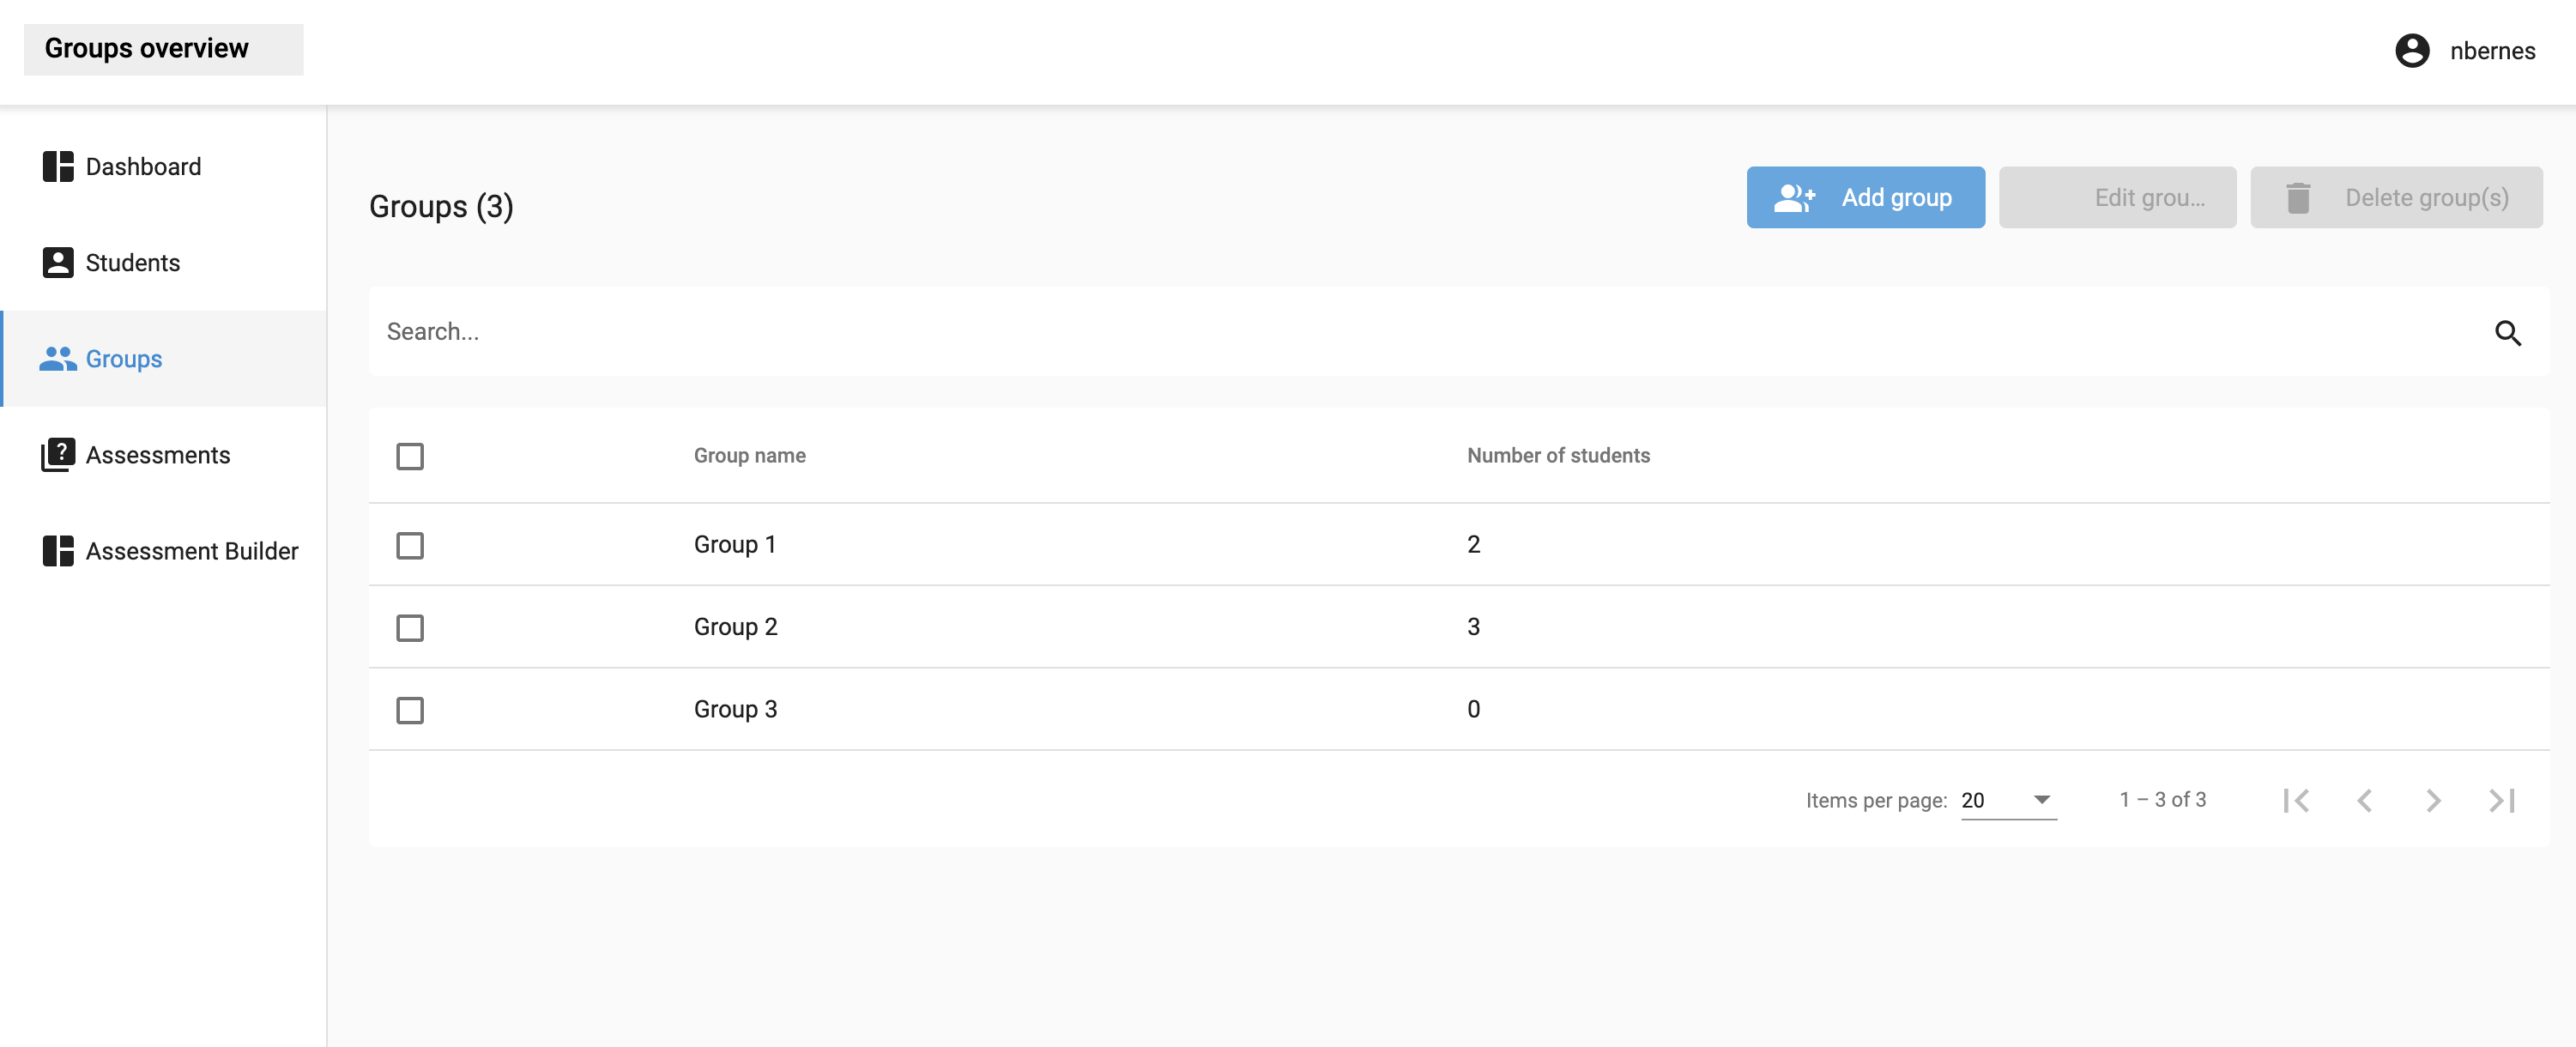 Groups overview
nbernes
Dashboard
Students
Groups
Assessments
Assessment Builder
Groups (3)
Add group
Edit grou...
Delete group(s)
Search...
Group name Number of students
Group 1 2
Group 2 3
Group 3 0
Items per page: 20 1 – 3 of 3